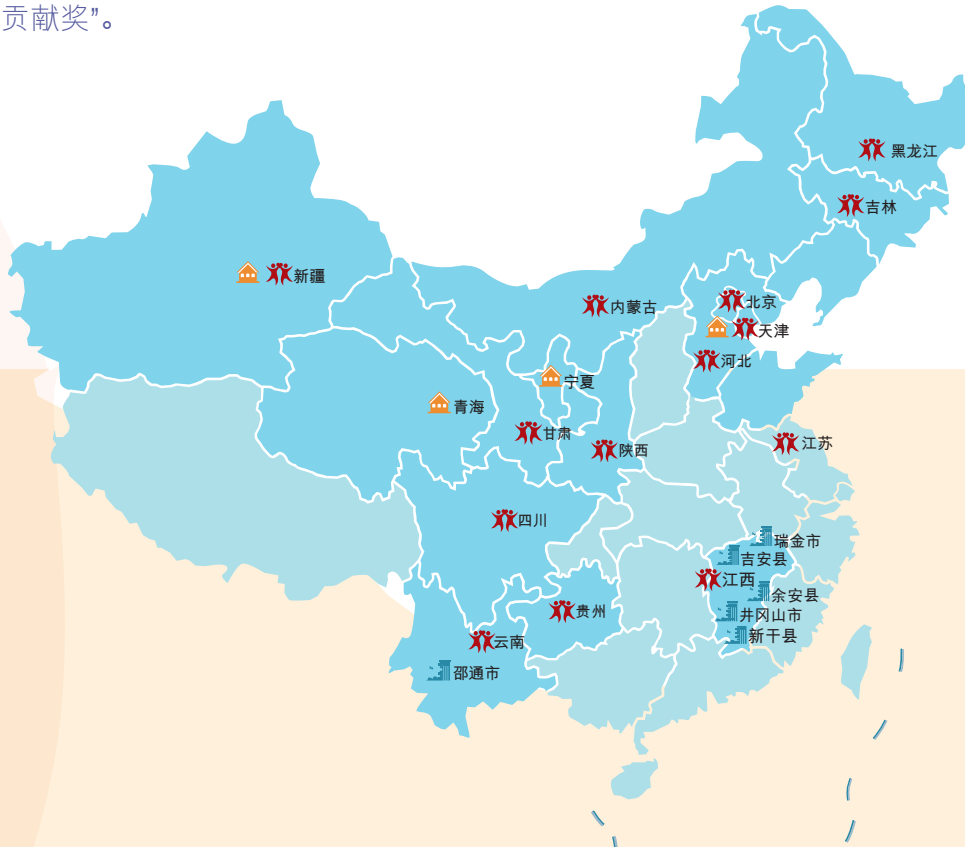 贡献奖”。
黑龙江
吉林
新疆
内蒙古
北京
天津
河北
宁夏
青海
甘肃
江苏
陕西
四川
瑞金市
吉安县
江西
余安县
贵州
井冈山市
新干县
云南
邵通市